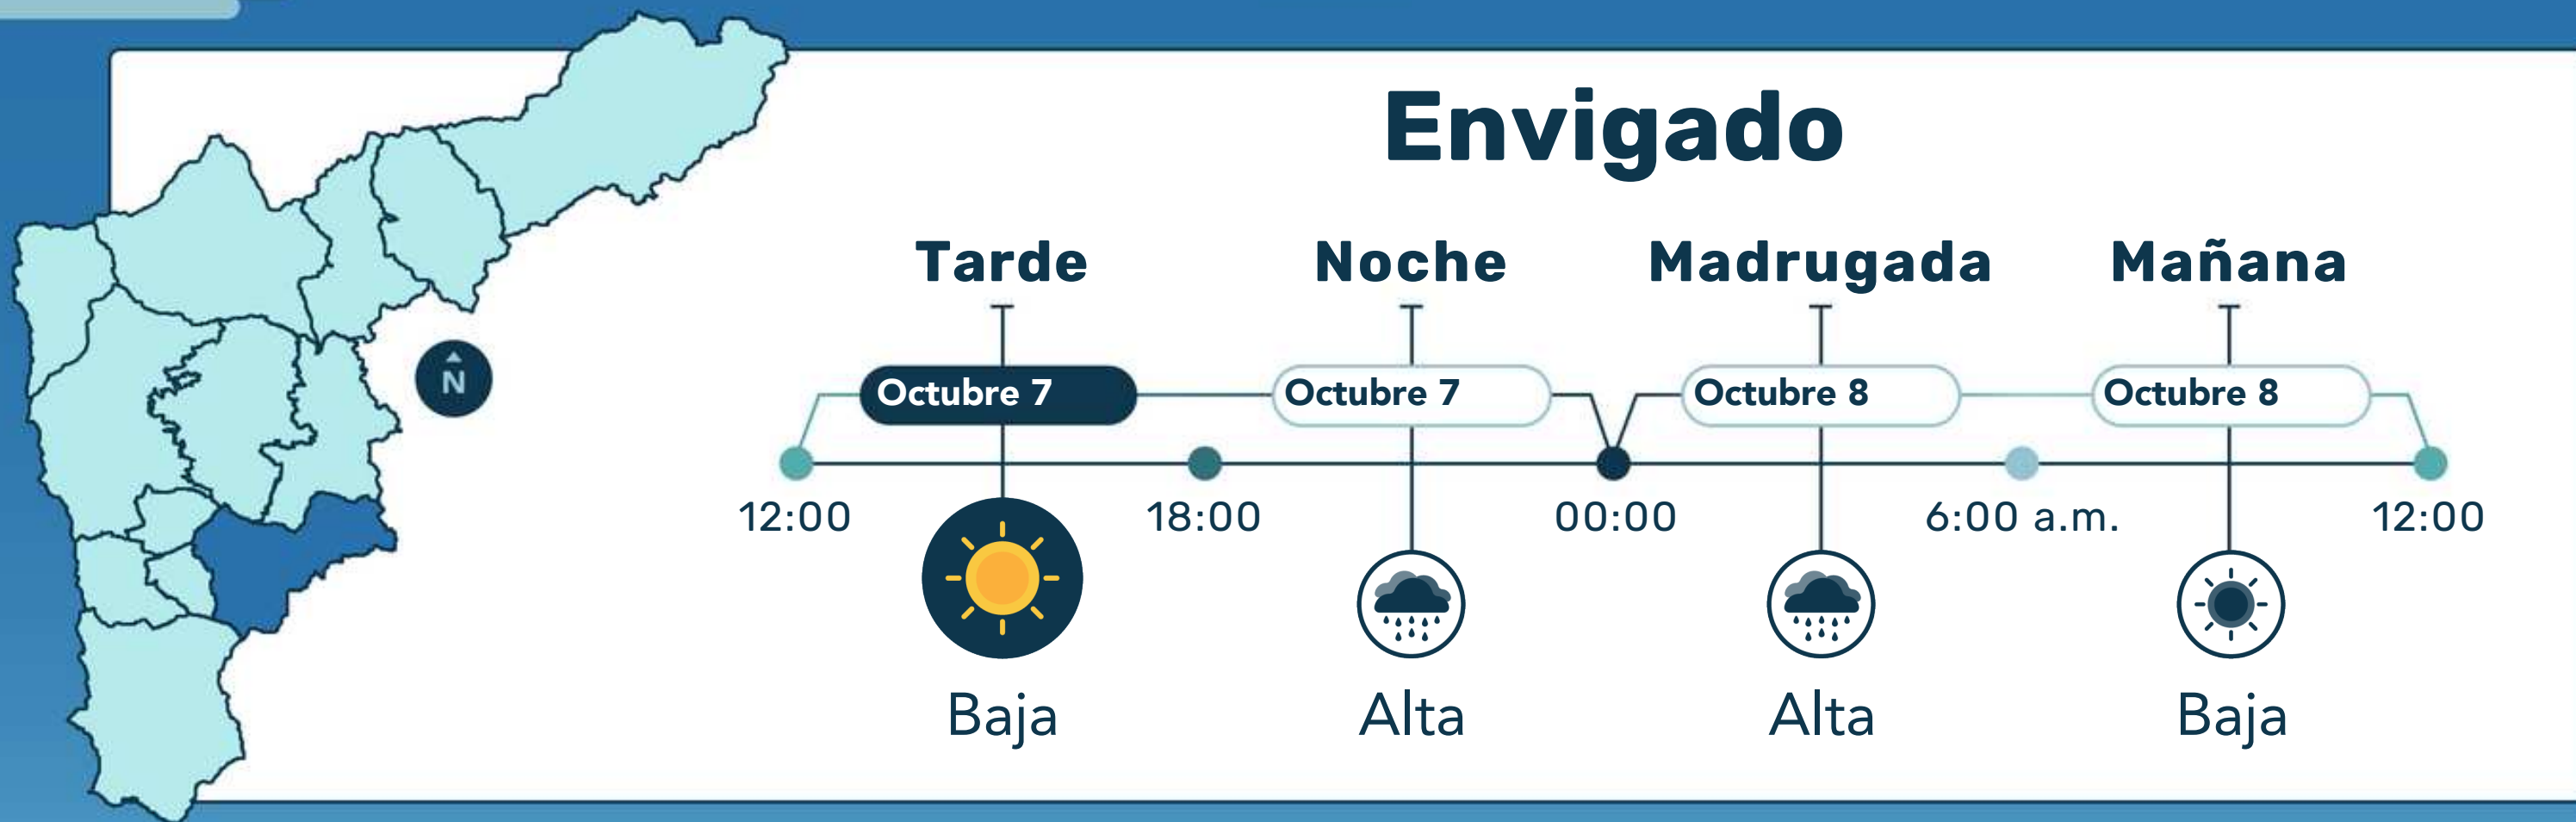 Envigado
Tarde Noche Madrugada Mañana
N
Octubre 7 Octubre 7 Octubre 8 Octubre 8
12:00 18:00 00:00 6:00 a.m. 12:00
Baja Alta Alta Baja